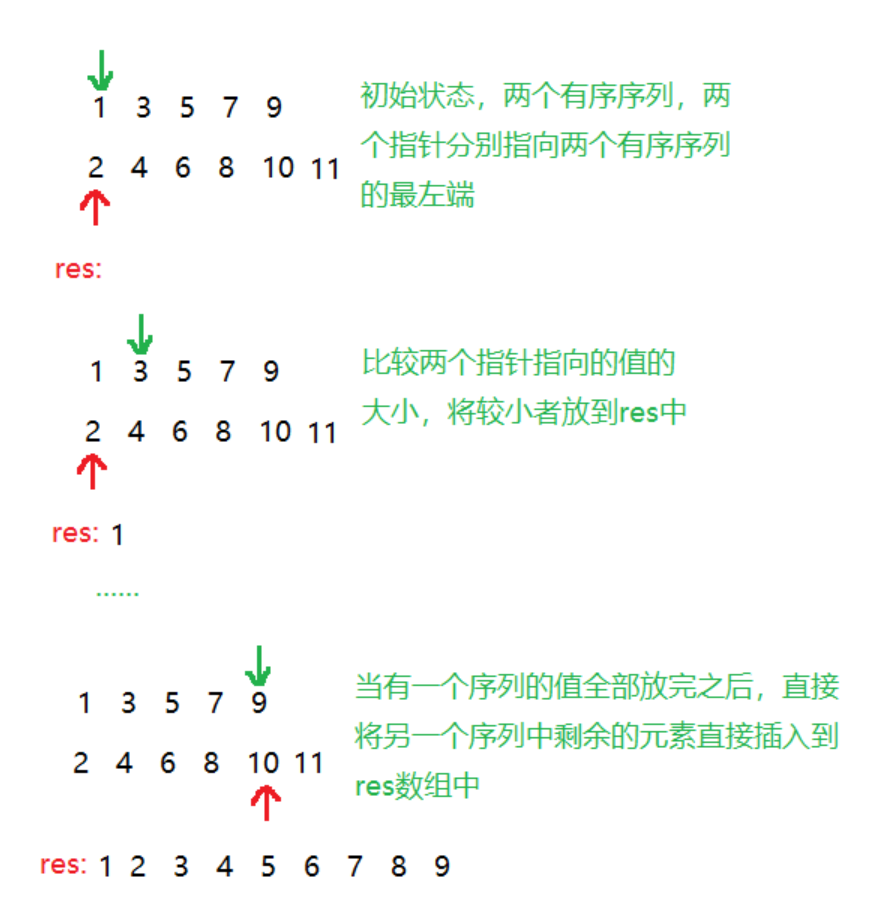 1 3 5 7 9
初始状态，两个有序序列，两
个指针分别指向两个有序序列
的最左端
2 4 6 8 10 11
res:
1 3 5 7 9
比较两个指针指向的值的
大小，将较小者放到res中
2 4 6 8 10 11
res: 1
......
1 3 5 7 9
当有一个序列的值全部放完之后，直接
将另一个序列中剩余的元素直接插入到
res数组中
2 4 6 8 10 11
res: 1 2 3 4 5 6 7 8 9